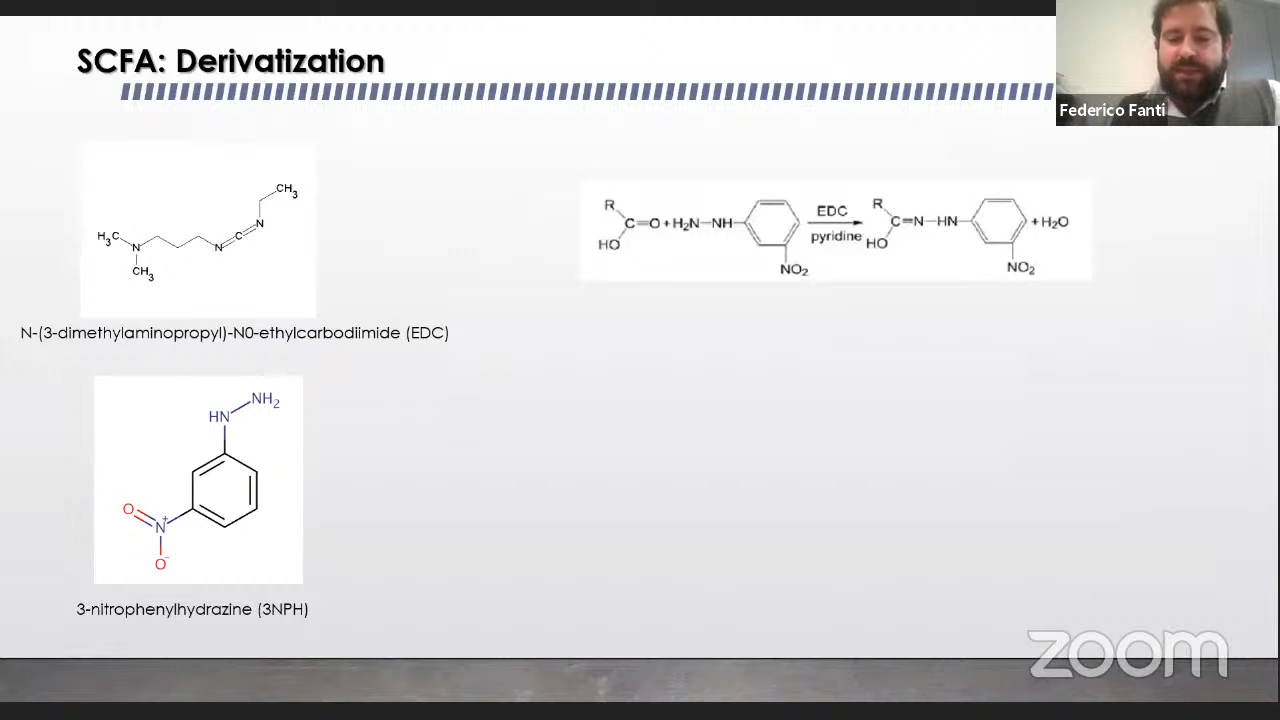 SCFA: Derivatization
Federico Fanti
CH3
H3C
N
N
C
N
CH3
N-(3-dimethylaminopropyl)-N0-ethylcarbodiimide (EDC)
R
C=O+H2N-NH
HO
NO2
EDC
pyridine
R
C=N-HN
HO
NO2
+H2O
HN
NH2
O
N+
O-
3-nitrophenylhydrazine (3NPH)
zoom